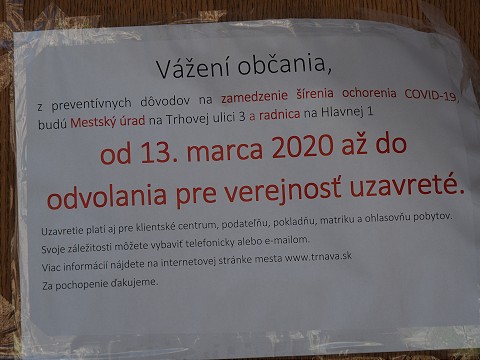 Vážení občania,
z preventívnych dôvodov na zamedzenie šírenia ochorenia COVID-19,
budú Mestský úrad na Trhovej ulici 3 a radnica na Hlavnej 1
od 13. marca 2020 až do
odvolania pre verejnosť uzavreté.
Uzavretie platí aj pre klientské centrum, podateľňu, pokladňu, matriku a ohlasovňu pobytov.
Svoje záležitosti môžete vybaviť telefonicky alebo e-mailom.
Viac informácií nájdete na internetovej stránke mesta www.trnava.sk
Za pochopenie ďakujeme.